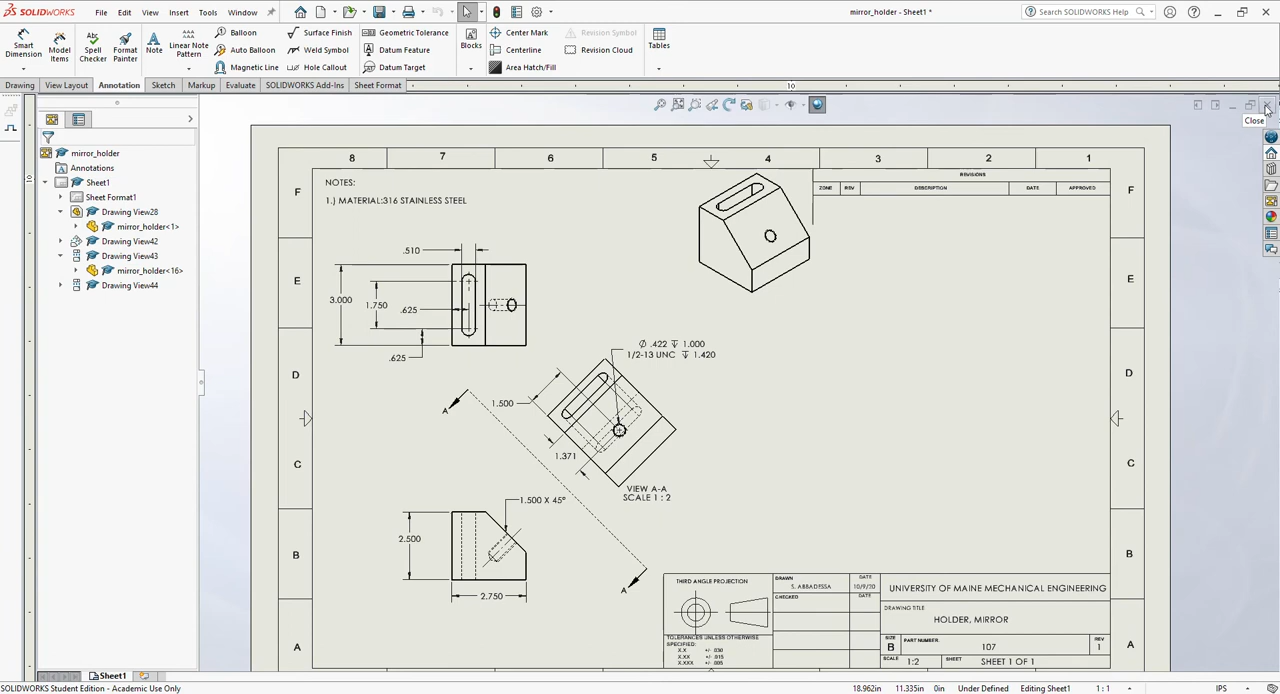 SOLIDWORKS File Edit View Insert Tools Window mirror_holder - Sheet1 * Search SOLIDWORKS Help
Smart Dimension
Model Items
Spell Checker
Format Painter
Note
Linear Note Pattern
Balloon
Auto Balloon
Magnetic Line
Surface Finish
Weld Symbol
Hole Callout
Geometric Tolerance
Datum Feature
Datum Target
Blocks
Center Mark
Centerline
Area Hatch/Fill
Revision Symbol
Revision Cloud
Tables
Drawing View Layout Annotation Sketch Markup Evaluate SOLIDWORKS Add-Ins Sheet Format
10
Close
mirror_holder
Annotations
Sheet1
Sheet Format1
Drawing View28
mirror_holder<1>
Drawing View42
Drawing View43
mirror_holder<16>
Drawing View44
8 7 6 5 4 3 2 1
F
E
D
C
B
A
NOTES:
1.) MATERIAL:316 STAINLESS STEEL
REVISIONS
ZONE REV DESCRIPTION DATE APPROVED
F
E
D
C
B
A
.510
3.000
1.750
.625
.625
Ø .422 ↧ 1.000
1/2-13 UNC ↧ 1.420
A
1.500
1.371
VIEW A-A
SCALE 1 : 2
1.500 X 45°
2.500
2.750
A
THIRD ANGLE PROJECTION
TOLERANCES UNLESS OTHERWISE
SPECIFIED:
X.X +/- .030
X.XX +/- .015
X.XXX +/- .005
DRAWN DATE
S. ABBADESSA 10/9/20
CHECKED DATE
UNIVERSITY OF MAINE MECHANICAL ENGINEERING
DRAWING TITLE
HOLDER, MIRROR
SIZE PART NUMBER. REV
B 107 1
SCALE 1:2 SHEET SHEET 1 OF 1
Sheet1
SOLIDWORKS Student Edition - Academic Use Only 18.962in 11.335in 0in Under Defined Editing Sheet1 1 : 1 IPS